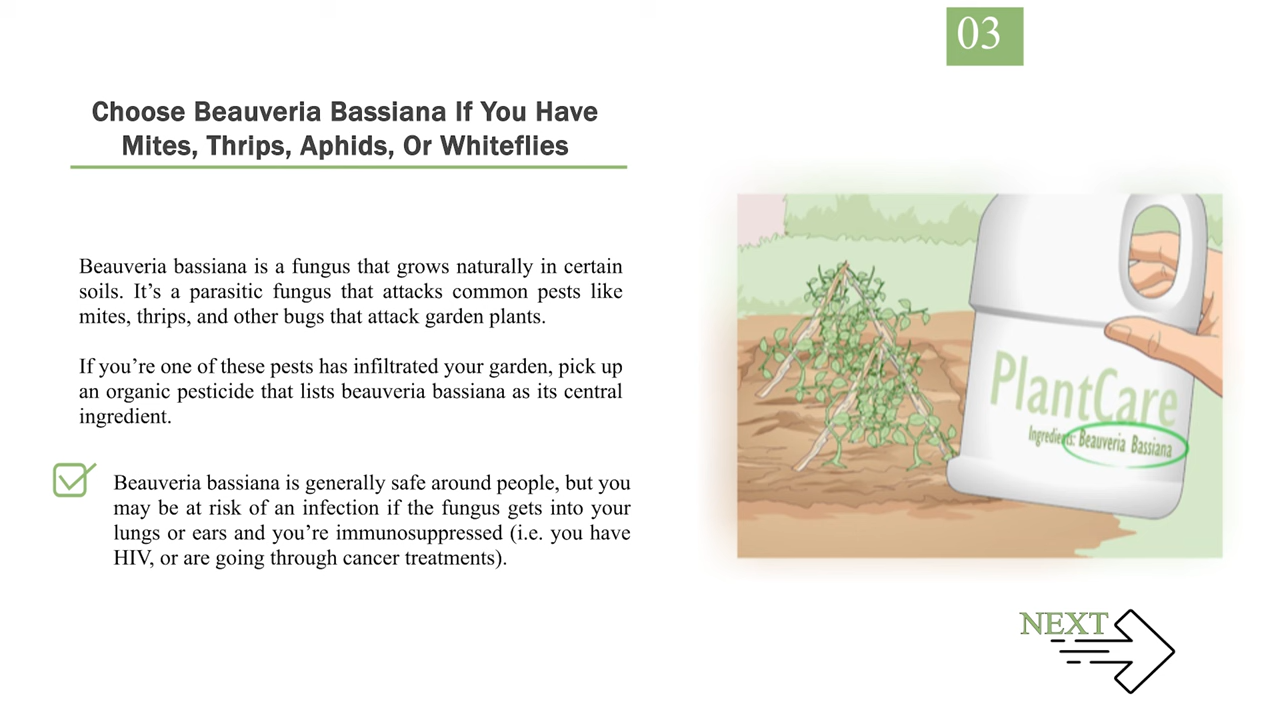 03
Choose Beauveria Bassiana If You Have
Mites, Thrips, Aphids, Or Whiteflies
Beauveria bassiana is a fungus that grows naturally in certain
soils. It’s a parasitic fungus that attacks common pests like
mites, thrips, and other bugs that attack garden plants.
If you’re one of these pests has infiltrated your garden, pick up
an organic pesticide that lists beauveria bassiana as its central
ingredient.
Beauveria bassiana is generally safe around people, but you
may be at risk of an infection if the fungus gets into your
lungs or ears and you’re immunosuppressed (i.e. you have
HIV, or are going through cancer treatments).
PlantCare
Ingredients: Beauveria Bassiana
NEXT